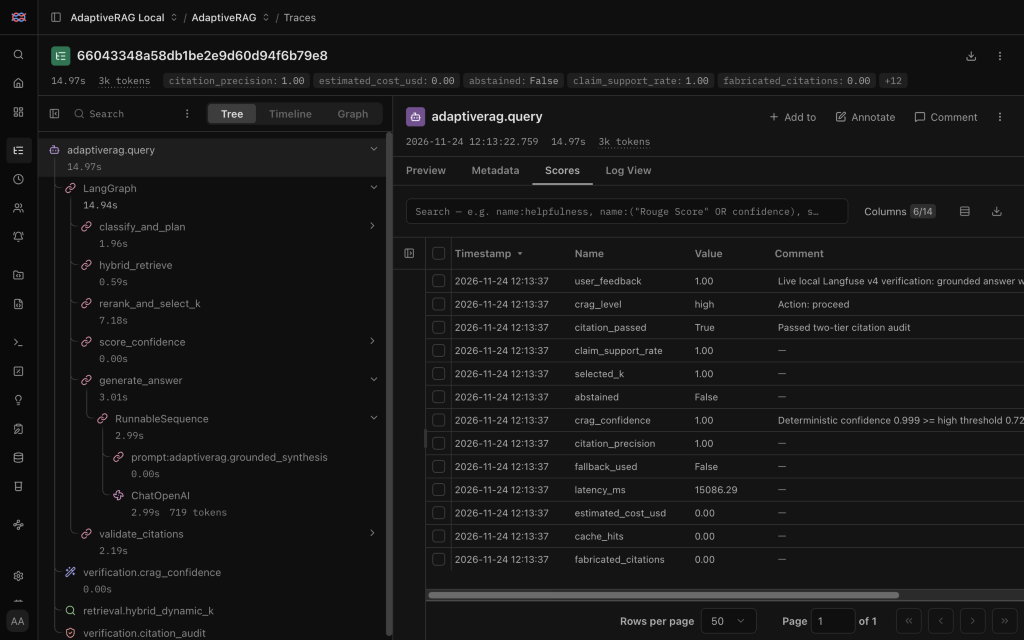 AdaptiveRAG Local / AdaptiveRAG / Traces
66043348a58db1be2e9d60d94f6b79e8
14.97s 3k tokens citation_precision: 1.00 estimated_cost_usd: 0.00 abstained: False claim_support_rate: 1.00 fabricated_citations: 0.00 +12
Search Tree Timeline Graph
adaptiverag.query
14.97s
LangGraph
14.94s
classify_and_plan
1.96s
hybrid_retrieve
0.59s
rerank_and_select_k
7.18s
score_confidence
0.00s
generate_answer
3.01s
RunnableSequence
2.99s
prompt:adaptiverag.grounded_synthesis
0.00s
ChatOpenAI
2.99s 719 tokens
validate_citations
2.19s
verification.crag_confidence
0.00s
retrieval.hybrid_dynamic_k
verification.citation_audit
AA
adaptiverag.query
Add to Annotate Comment
2026-11-24 12:13:22.759 14.97s 3k tokens
Preview Metadata Scores Log View
Search — e.g. name:helpfulness, name:("Rouge Score" OR confidence), s…
Columns 6/14
Timestamp Name Value Comment
2026-11-24 12:13:37 user_feedback 1.00 Live local Langfuse v4 verification: grounded answer w
2026-11-24 12:13:37 crag_level high Action: proceed
2026-11-24 12:13:37 citation_passed True Passed two-tier citation audit
2026-11-24 12:13:37 claim_support_rate 1.00 —
2026-11-24 12:13:37 selected_k 1.00 —
2026-11-24 12:13:37 abstained False —
2026-11-24 12:13:37 crag_confidence 1.00 Deterministic confidence 0.999 >= high threshold 0.72
2026-11-24 12:13:37 citation_precision 1.00 —
2026-11-24 12:13:37 fallback_used False —
2026-11-24 12:13:37 latency_ms 15086.29 —
2026-11-24 12:13:37 estimated_cost_usd 0.00 —
2026-11-24 12:13:37 cache_hits 0.00 —
2026-11-24 12:13:37 fabricated_citations 0.00 —
Rows per page 50 Page 1 of 1